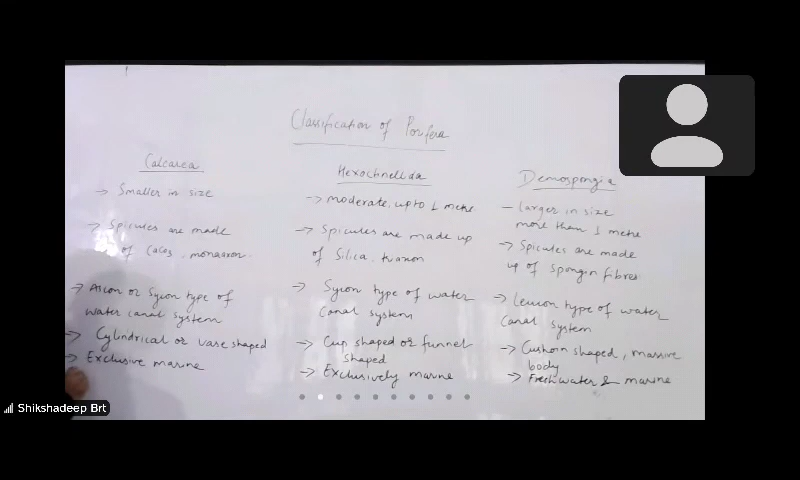 Classification of Porifera
Calcarea
→ Smaller in size
→ Spicules are made
of CaCO3, monaxon
→ Ascon or Sycon type of
water canal system
→ Cylindrical or vase shaped
→ Exclusive marine
Hexochnellida
→ moderate, upto 1 metre
→ Spicules are made up
of Silica, triaxon
→ Sycon type of water
Canal system
→ Cup shaped or funnel
shaped
→ Exclusively marine
Demospongia
– Larger in size
more than 1 metre
→ Spicules are made
up of Spongin fibres
→ Leucon type of water
Canal system
→ Cushion shaped, massive
body
→ Freshwater & marine
Shikshadeep Brt